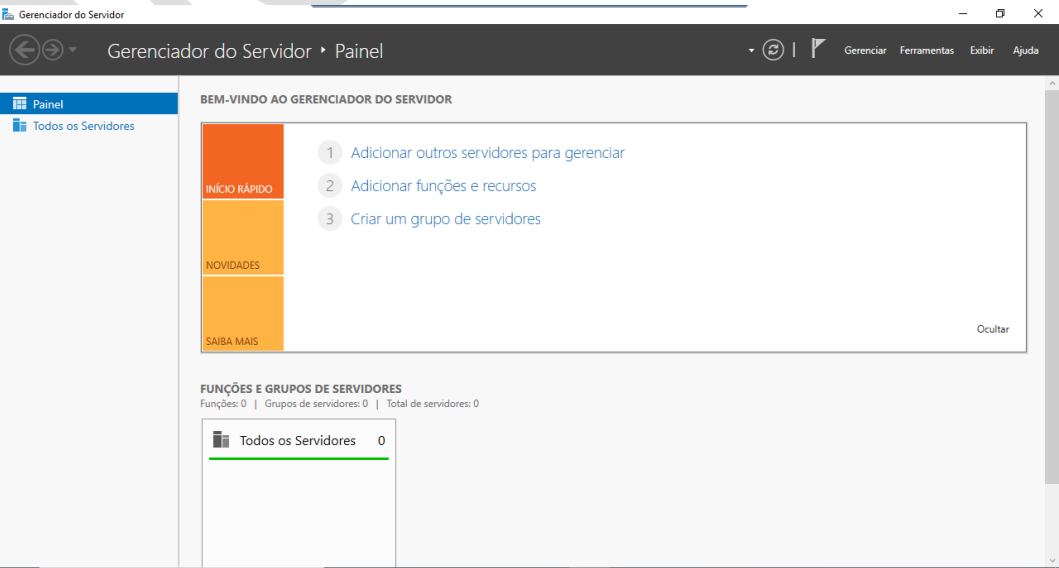 Gerenciador do Servidor
Gerenciador do Servidor ‣ Painel
Gerenciar Ferramentas Exibir Ajuda
Painel
Todos os Servidores
BEM-VINDO AO GERENCIADOR DO SERVIDOR
INÍCIO RÁPIDO
NOVIDADES
SAIBA MAIS
1 Adicionar outros servidores para gerenciar
2 Adicionar funções e recursos
3 Criar um grupo de servidores
Ocultar
FUNÇÕES E GRUPOS DE SERVIDORES
Funções: 0 | Grupos de servidores: 0 | Total de servidores: 0
Todos os Servidores 0